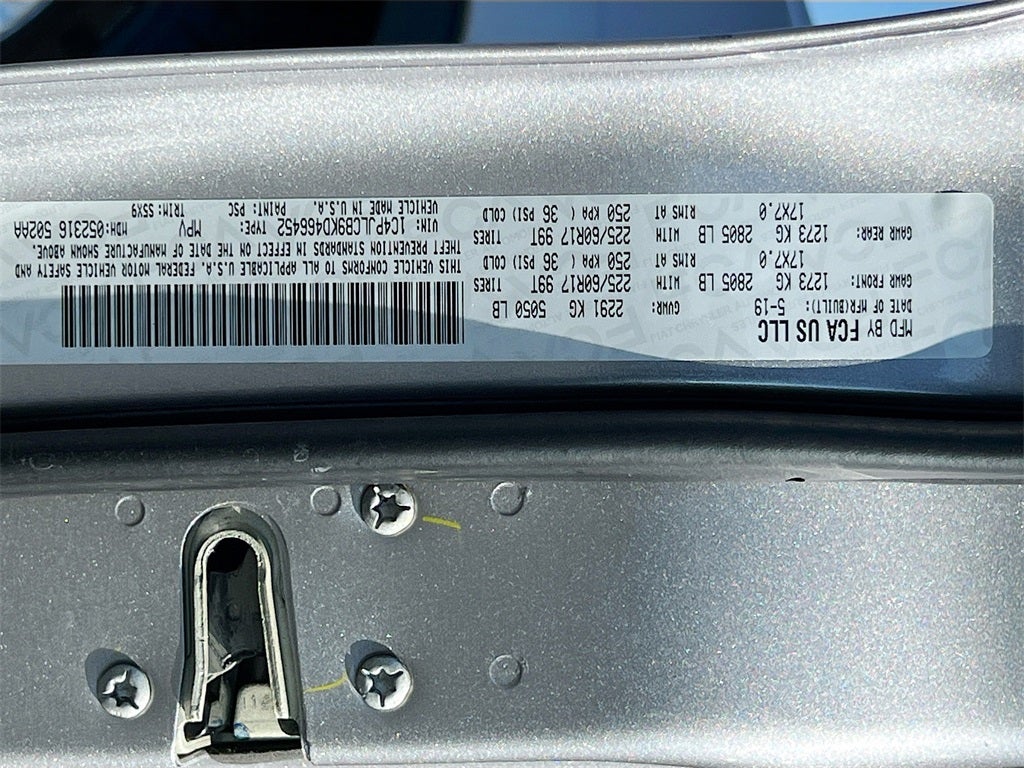 MFD BY FCA US LLC
DATE OF MFR(BUILT): 5-19 GVWR: 2291 KG 5050 LB
GAWR FRONT: 1273 KG 2805 LB WITH 225/60R17 99T TIRES
17X7.0 RIMS AT 250 KPA ( 36 PSI) COLD
GAWR REAR: 1273 KG 2805 LB WITH 225/60R17 99T TIRES
17X7.0 RIMS AT 250 KPA ( 36 PSI) COLD
THIS VEHICLE CONFORMS TO ALL APPLICABLE U.S.A. FEDERAL MOTOR VEHICLE SAFETY AND
THEFT PREVENTION STANDARDS IN EFFECT ON THE DATE OF MANUFACTURE SHOWN ABOVE.
VIN: 1C4PJLCB9KD466452 TYPE: MPV MDH:052316 502AA
VEHICLE MADE IN U.S.A. PAINT: PSC TRIM: S5X9